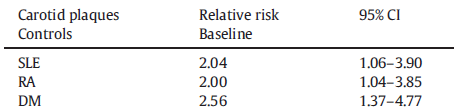 Carotid plaques Relative risk 95% CI
Controls Baseline
SLE 2.04 1.06–3.90
RA 2.00 1.04–3.85
DM 2.56 1.37–4.77